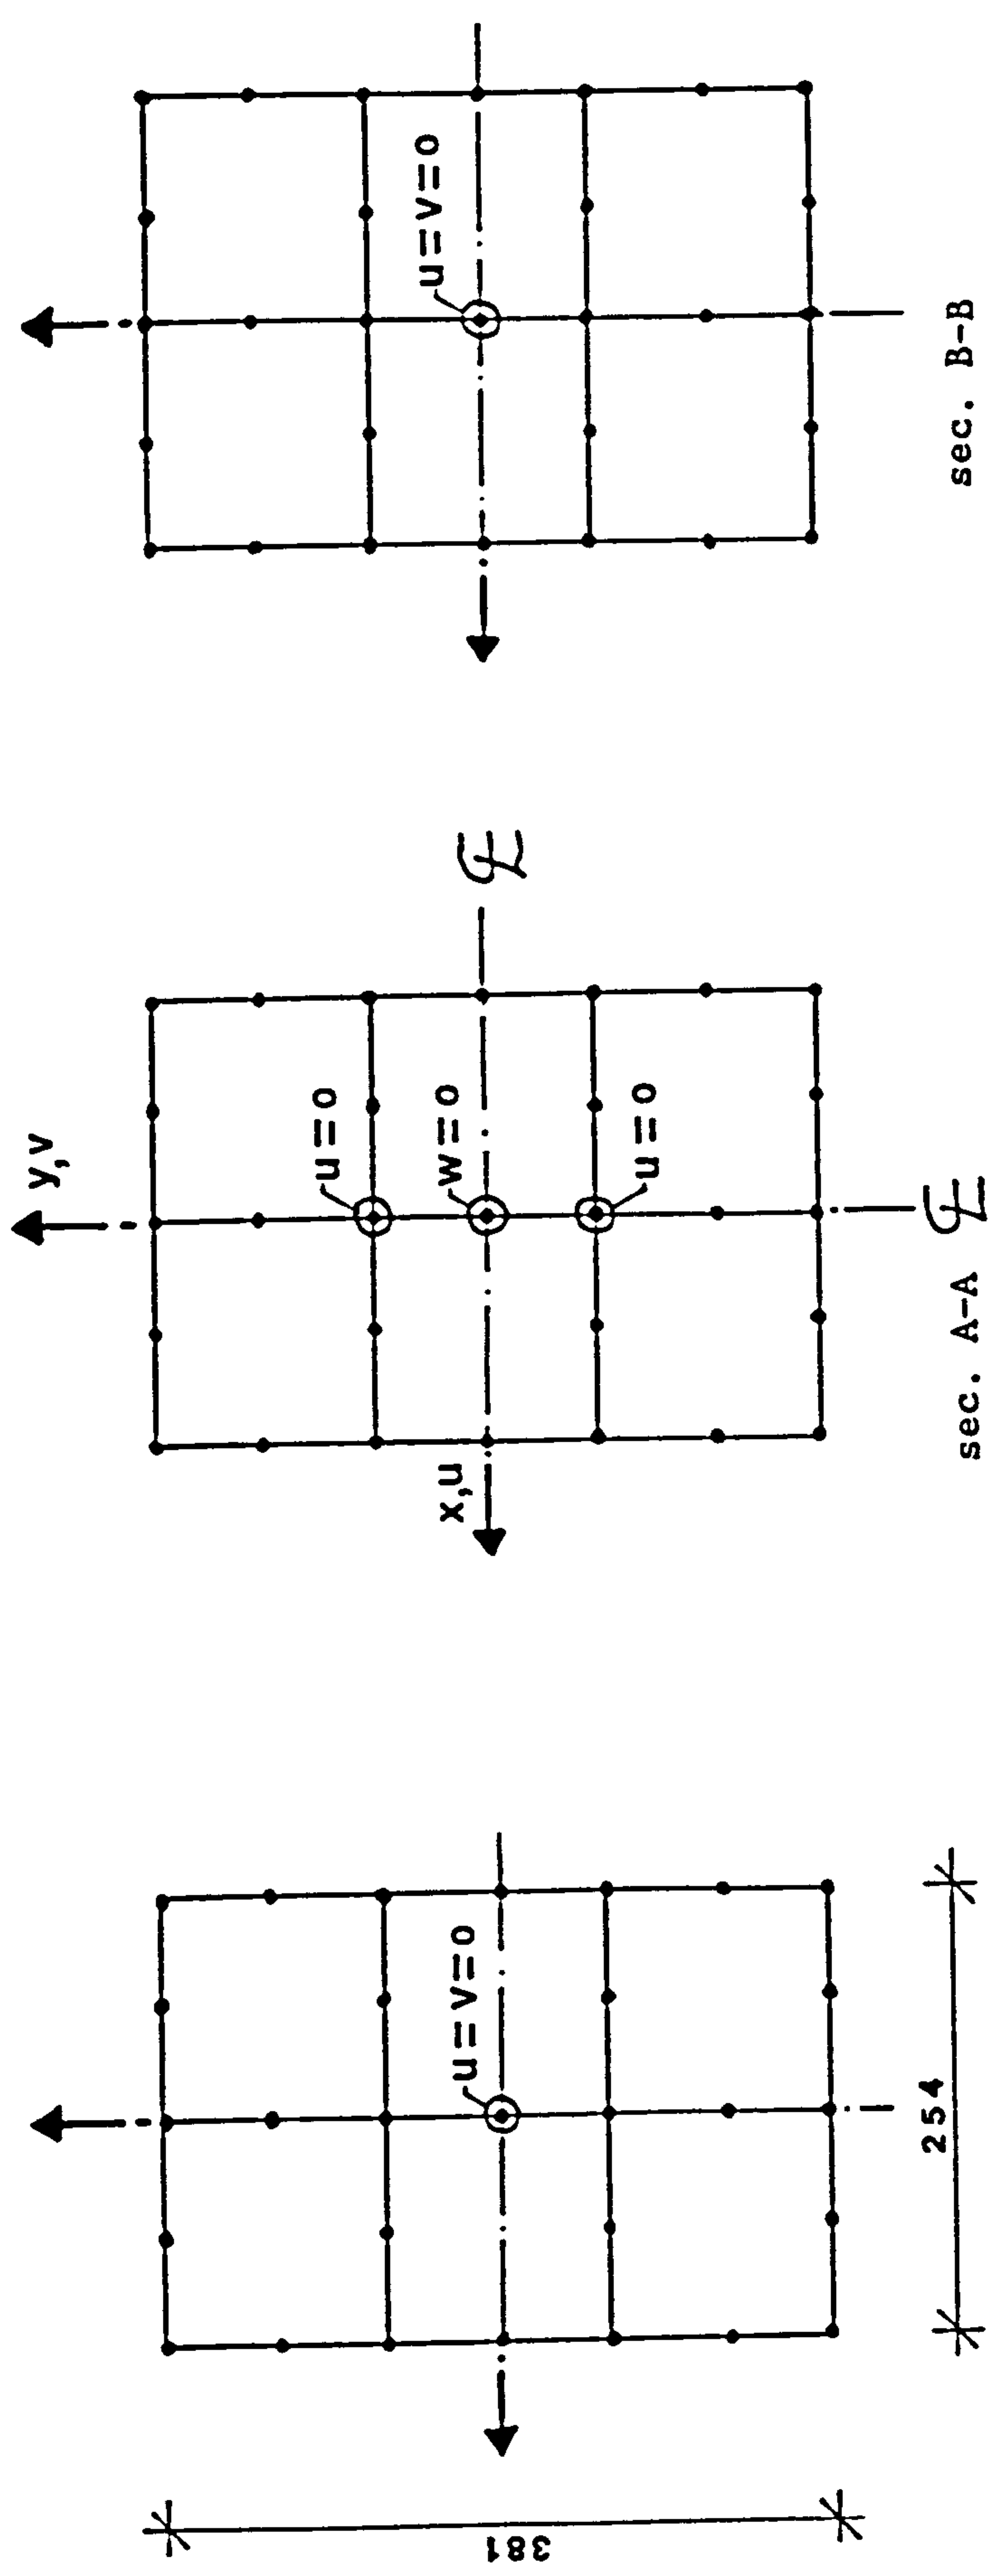 u=v=0
sec. B-B
y,v
℄
u=0
w=0
u=0
x,u
℄
sec. A-A
u=v=0
254
381